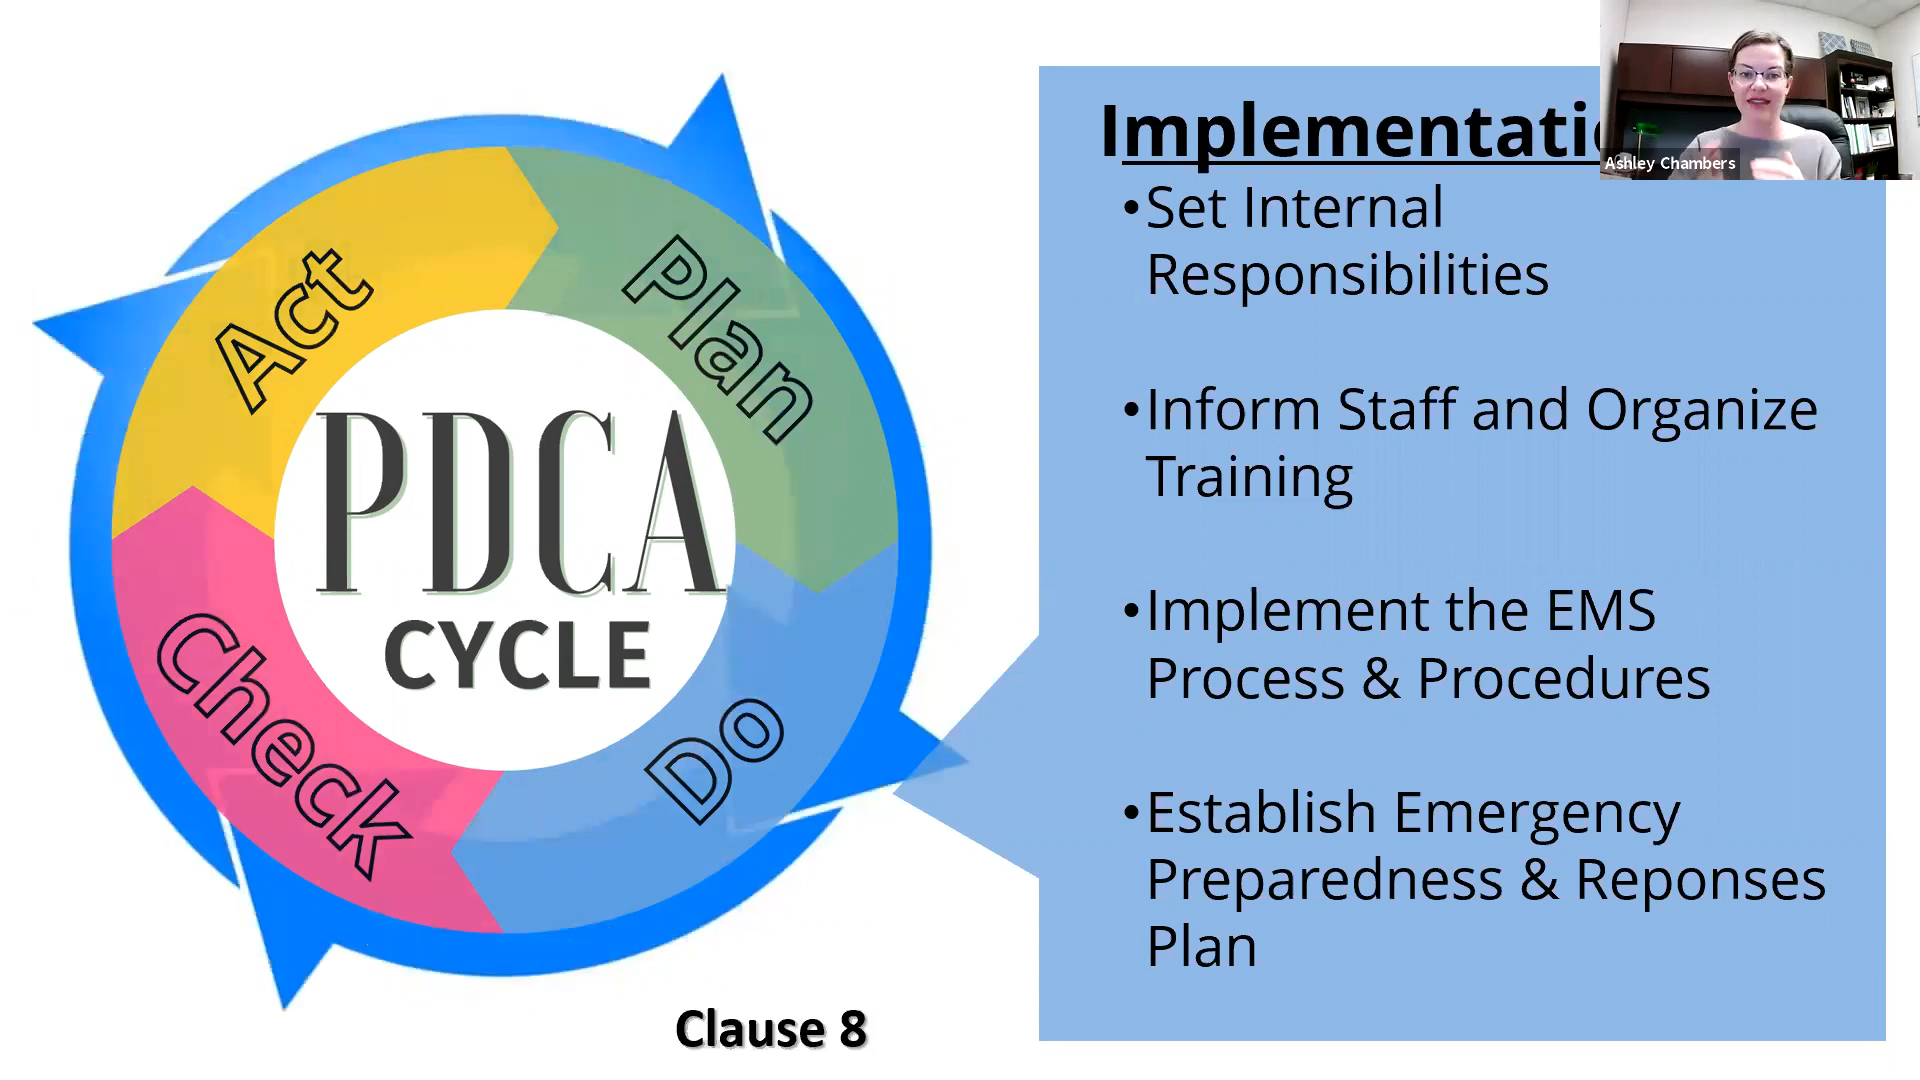 Implementatio
Ashley Chambers
•Set Internal
Responsibilities
•Inform Staff and Organize
Training
•Implement the EMS
Process & Procedures
•Establish Emergency
Preparedness & Reponses
Plan
Act
Plan
PDCA
CYCLE
Check
Do
Clause 8